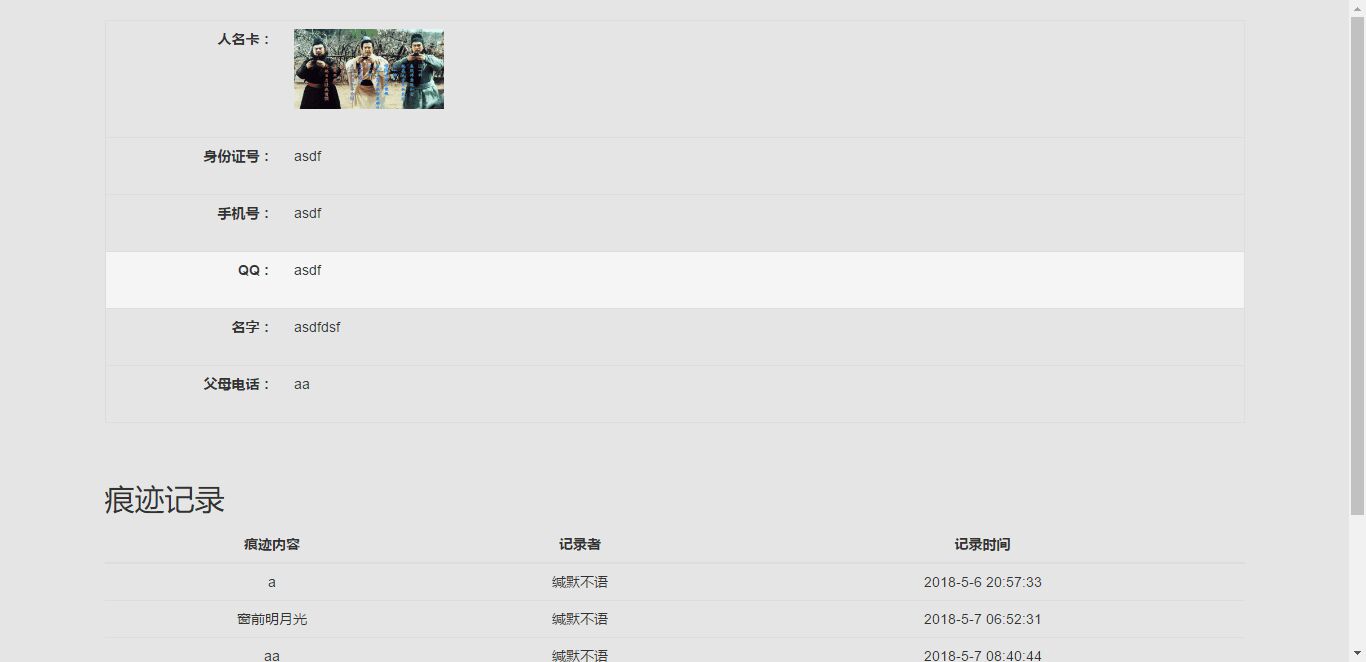 人名卡：
身份证号： asdf
手机号： asdf
QQ： asdf
名字： asdfdsf
父母电话： aa
痕迹记录
痕迹内容 记录者 记录时间
a 缄默不语 2018-5-6 20:57:33
窗前明月光 缄默不语 2018-5-7 06:52:31
aa 缄默不语 2018-5-7 08:40:44